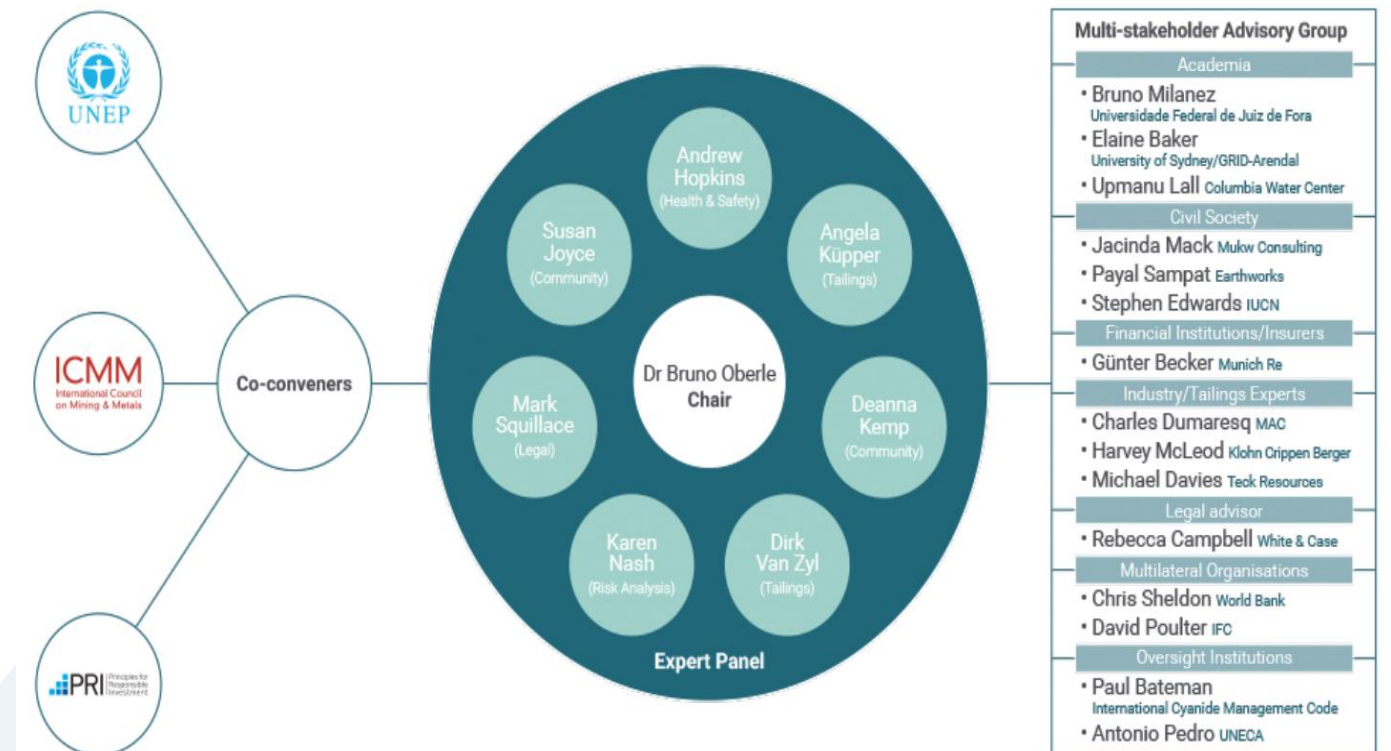 UNEP
ICMM
International Council
on Mining & Metals
PRI Principles for
Responsible
Investment
Co-conveners
Andrew
Hopkins
(Health & Safety)
Susan
Joyce
(Community)
Angela
Küpper
(Tailings)
Dr Bruno Oberle
Chair
Mark
Squillace
(Legal)
Deanna
Kemp
(Community)
Karen
Nash
(Risk Analysis)
Dirk
Van Zyl
(Tailings)
Expert Panel
Multi-stakeholder Advisory Group
Academia
• Bruno Milanez
Universidade Federal de Juiz de Fora
• Elaine Baker
University of Sydney/GRID-Arendal
• Upmanu Lall Columbia Water Center
Civil Society
• Jacinda Mack Mukw Consulting
• Payal Sampat Earthworks
• Stephen Edwards IUCN
Financial Institutions/Insurers
• Günter Becker Munich Re
Industry/Tailings Experts
• Charles Dumaresq MAC
• Harvey McLeod Klohn Crippen Berger
• Michael Davies Teck Resources
Legal advisor
• Rebecca Campbell White & Case
Multilateral Organisations
• Chris Sheldon World Bank
• David Poulter IFC
Oversight Institutions
• Paul Bateman
International Cyanide Management Code
• Antonio Pedro UNECA